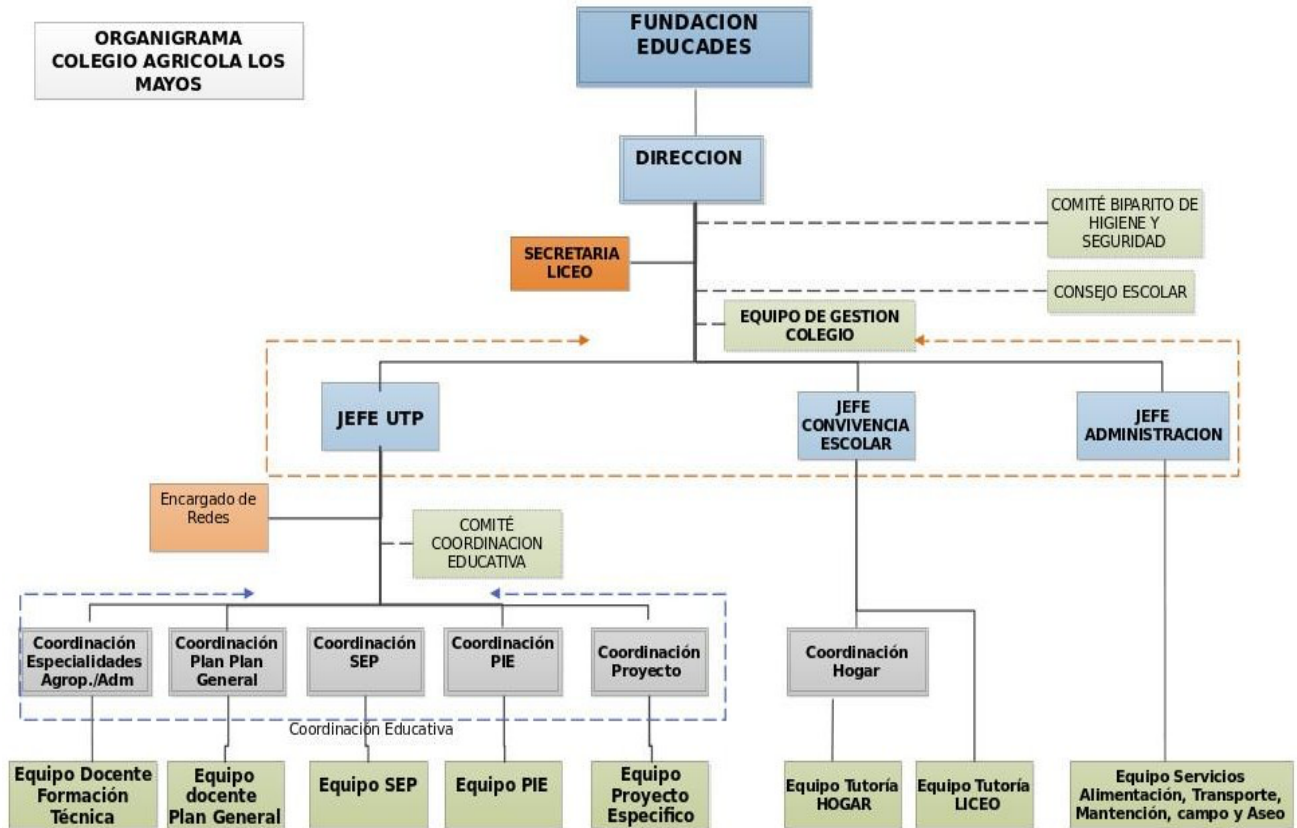 ORGANIGRAMA
COLEGIO AGRICOLA LOS
MAYOS
FUNDACION
EDUCADES
DIRECCION
COMITÉ BIPARITO DE
HIGIENE Y
SEGURIDAD
SECRETARIA
LICEO
CONSEJO ESCOLAR
EQUIPO DE GESTION
COLEGIO
JEFE UTP
JEFE
CONVIVENCIA
ESCOLAR
JEFE
ADMINISTRACION
Encargado de
Redes
COMITÉ
COORDINACION
EDUCATIVA
Coordinación
Especialidades
Agrop./Adm
Coordinación
Plan Plan
General
Coordinación
SEP
Coordinación
PIE
Coordinación
Proyecto
Coordinación
Hogar
Coordinación Educativa
Equipo Docente
Formación
Técnica
Equipo
docente
Plan General
Equipo SEP
Equipo PIE
Equipo
Proyecto
Especifico
Equipo Tutoría
HOGAR
Equipo Tutoría
LICEO
Equipo Servicios
Alimentación, Transporte,
Mantención, campo y Aseo